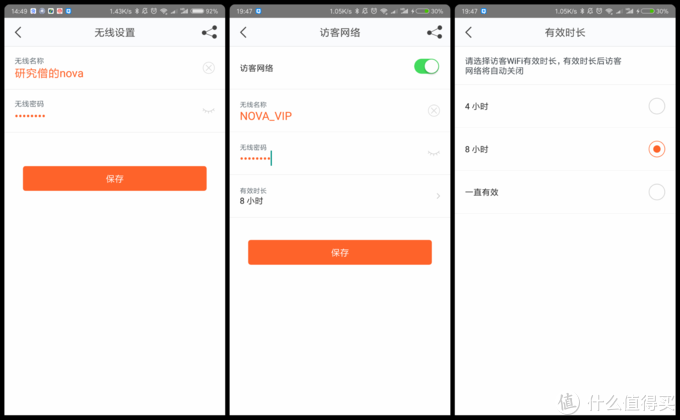 14:49
1.43K/s
92%
无线设置
无线名称
研究僧的nova
无线密码
••••••••
保存
19:47
1.05K/s
30%
访客网络
访客网络
无线名称
NOVA_VIP
无线密码
••••••••
有效时长
8 小时
保存
19:47
1.05K/s
30%
有效时长
请选择访客WiFi有效时长，有效时长后访客
网络将自动关闭
4 小时
8 小时
一直有效
值 什么值得买